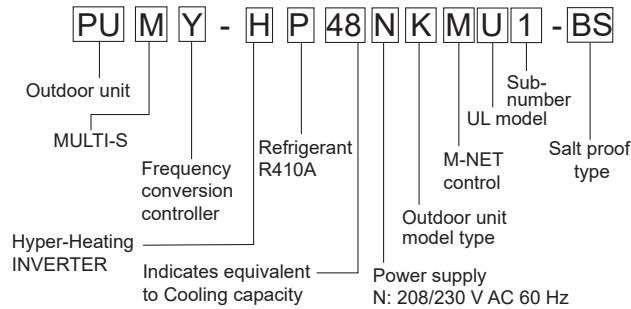 PU M Y - H P 48 N K M U 1 - BS
Outdoor unit
MULTI-S
Frequency
conversion
controller
Hyper-Heating
INVERTER
Refrigerant
R410A
Indicates equivalent
to Cooling capacity
Power supply
N: 208/230 V AC 60 Hz
Outdoor unit
model type
M-NET
control
UL model
Sub-
number
Salt proof
type